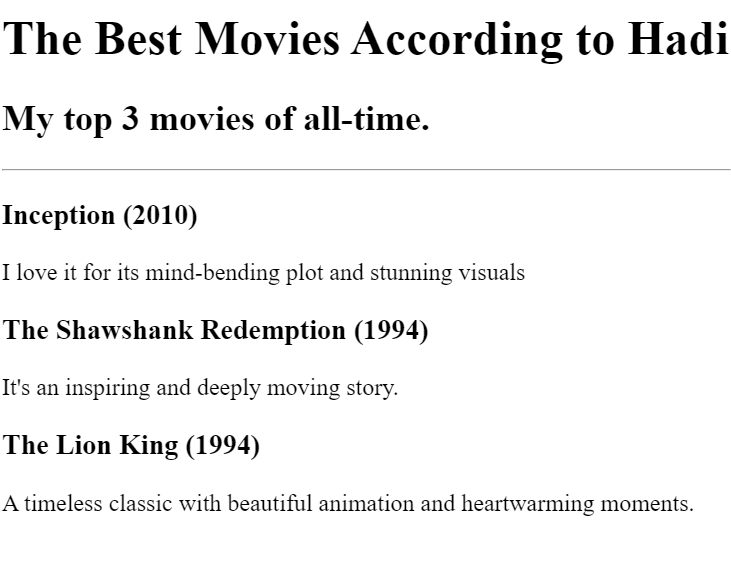 The Best Movies According to Hadi
My top 3 movies of all-time.
Inception (2010)
I love it for its mind-bending plot and stunning visuals
The Shawshank Redemption (1994)
It's an inspiring and deeply moving story.
The Lion King (1994)
A timeless classic with beautiful animation and heartwarming moments.